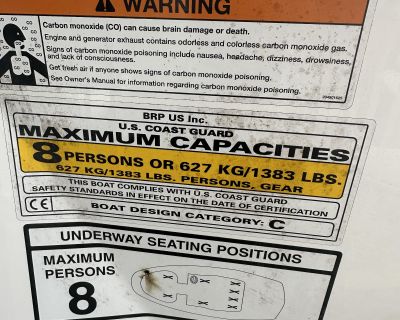 WARNING
Carbon monoxide (CO) can cause brain damage or death.
Engine and generator exhaust contains odorless and colorless carbon monoxide gas.
Signs of carbon monoxide poisoning include nausea, headache, dizziness, drowsiness,
and lack of consciousness.
Get fresh air if anyone shows signs of carbon monoxide poisoning.
See Owner's Manual for information regarding carbon monoxide poisoning.
BRP US Inc.
U.S. COAST GUARD
MAXIMUM CAPACITIES
8 PERSONS OR 627 KG/1383 LBS.
627 KG/1383 LBS. PERSONS, GEAR
THIS BOAT COMPLIES WITH U.S. COAST GUARD
SAFETY STANDARDS IN EFFECT ON THE DATE OF CERTIFICATION
CE BOAT DESIGN CATEGORY: C
UNDERWAY SEATING POSITIONS
MAXIMUM
PERSONS
8